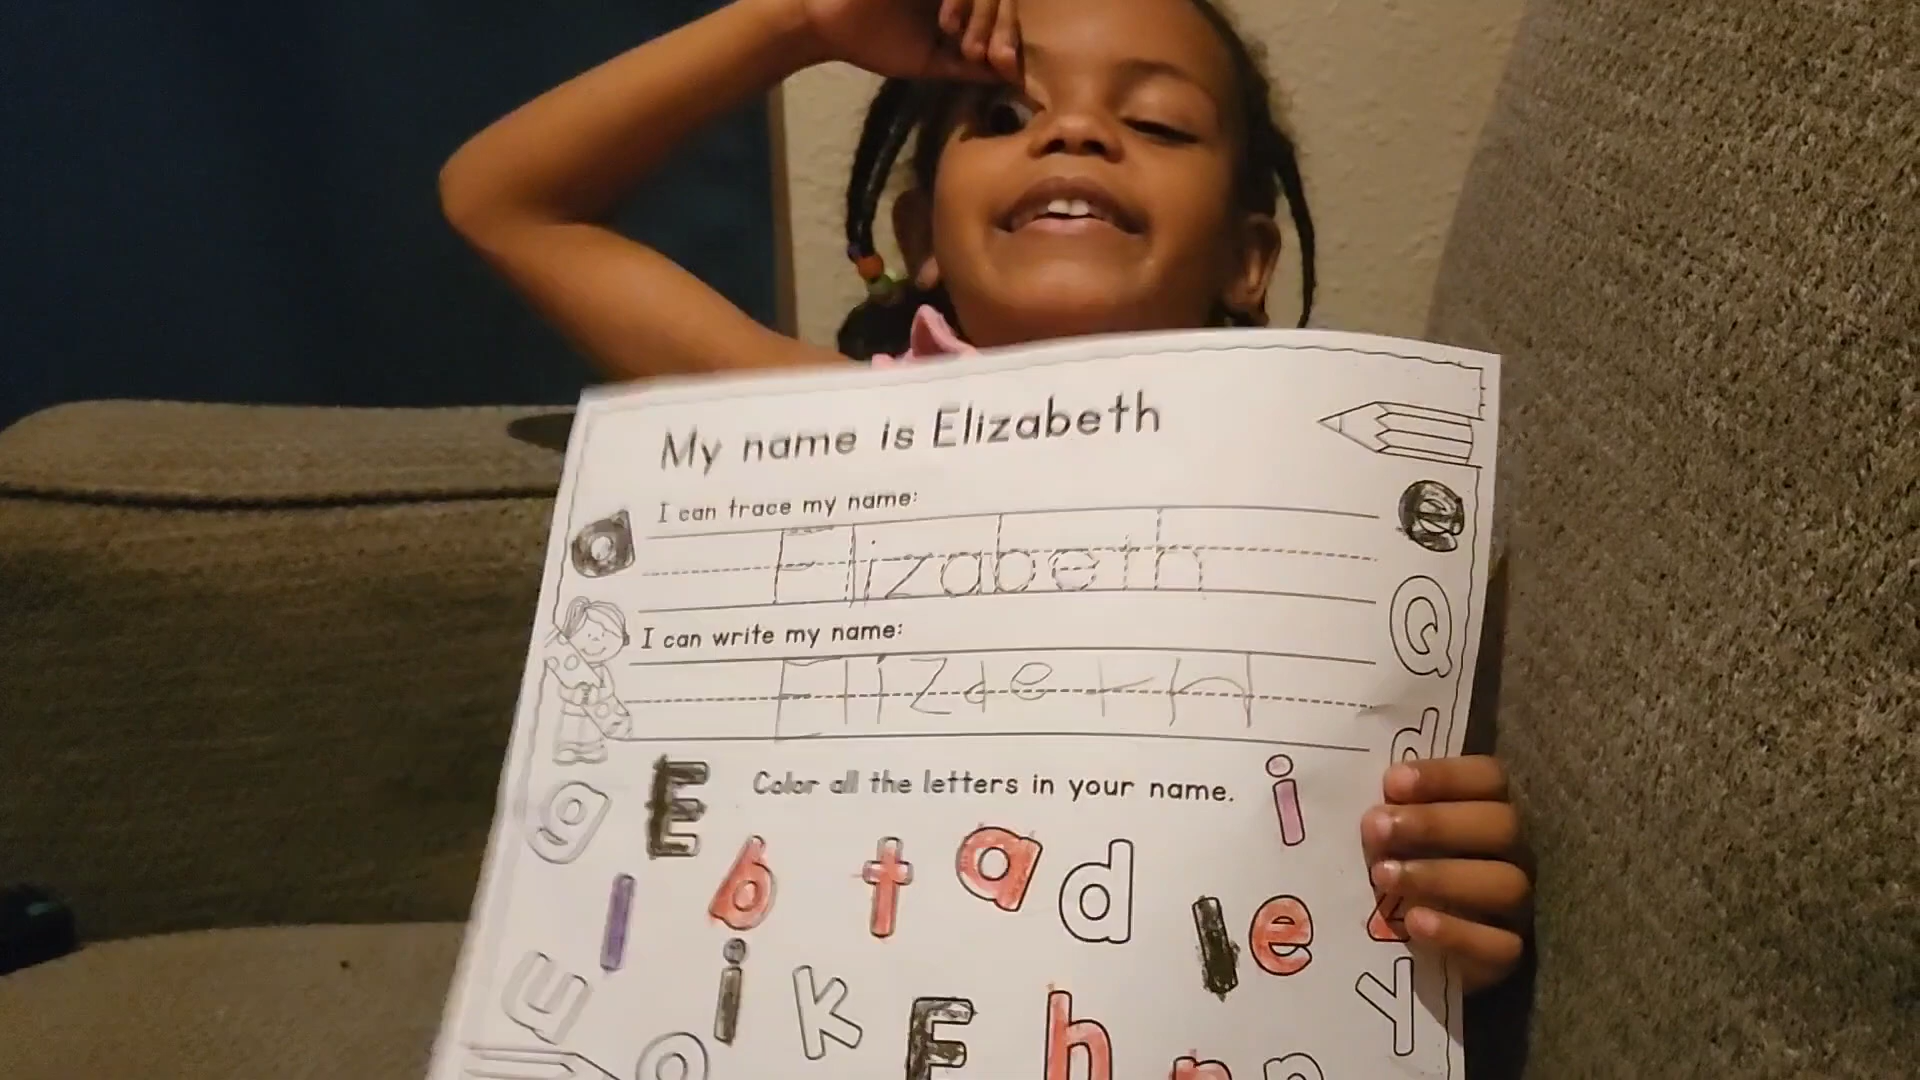 My name is Elizabeth
I can trace my name:
Elizabeth
I can write my name:
Elizdeth
Color all the letters in your name.
a
e
Q
d
g
E
i
b
t
a
d
l
l
e
z
u
i
k
E
h
y
o